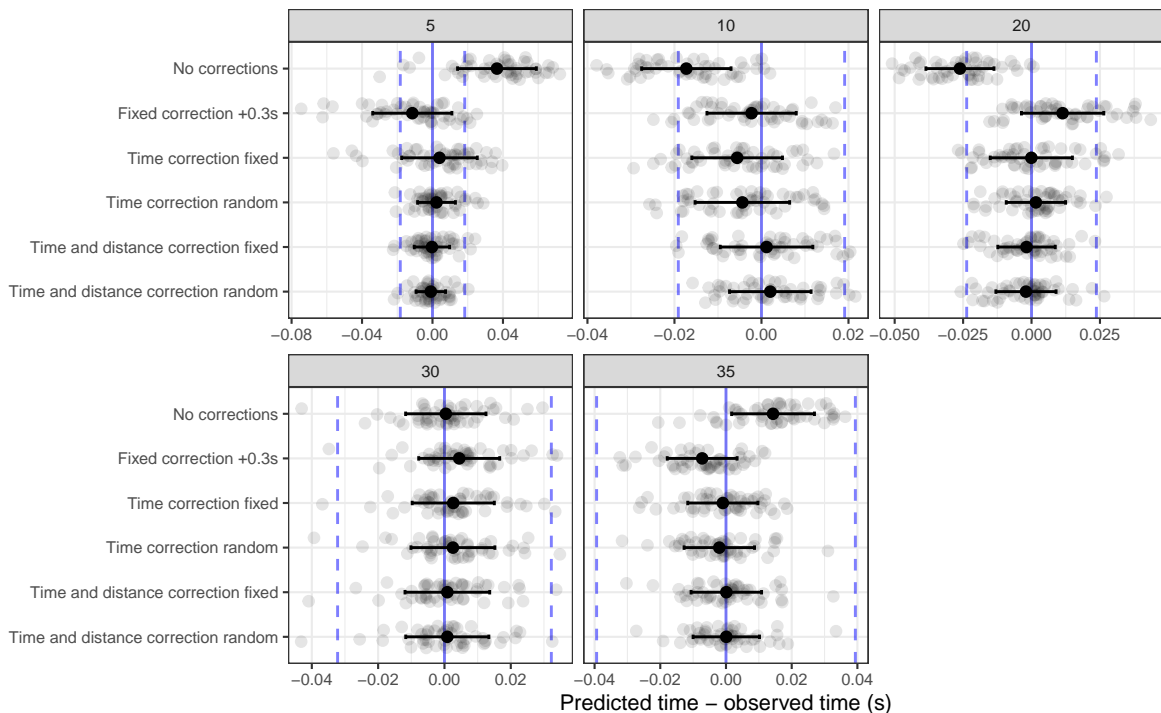 5
10
20
No corrections
Fixed correction +0.3s
Time correction fixed
Time correction random
Time and distance correction fixed
Time and distance correction random
−0.08 −0.04 0.00 0.04
−0.04 −0.02 0.00 0.02
−0.050 −0.025 0.000 0.025
30
35
No corrections
Fixed correction +0.3s
Time correction fixed
Time correction random
Time and distance correction fixed
Time and distance correction random
−0.04 −0.02 0.00 0.02
−0.04 −0.02 0.00 0.02 0.04
Predicted time − observed time (s)